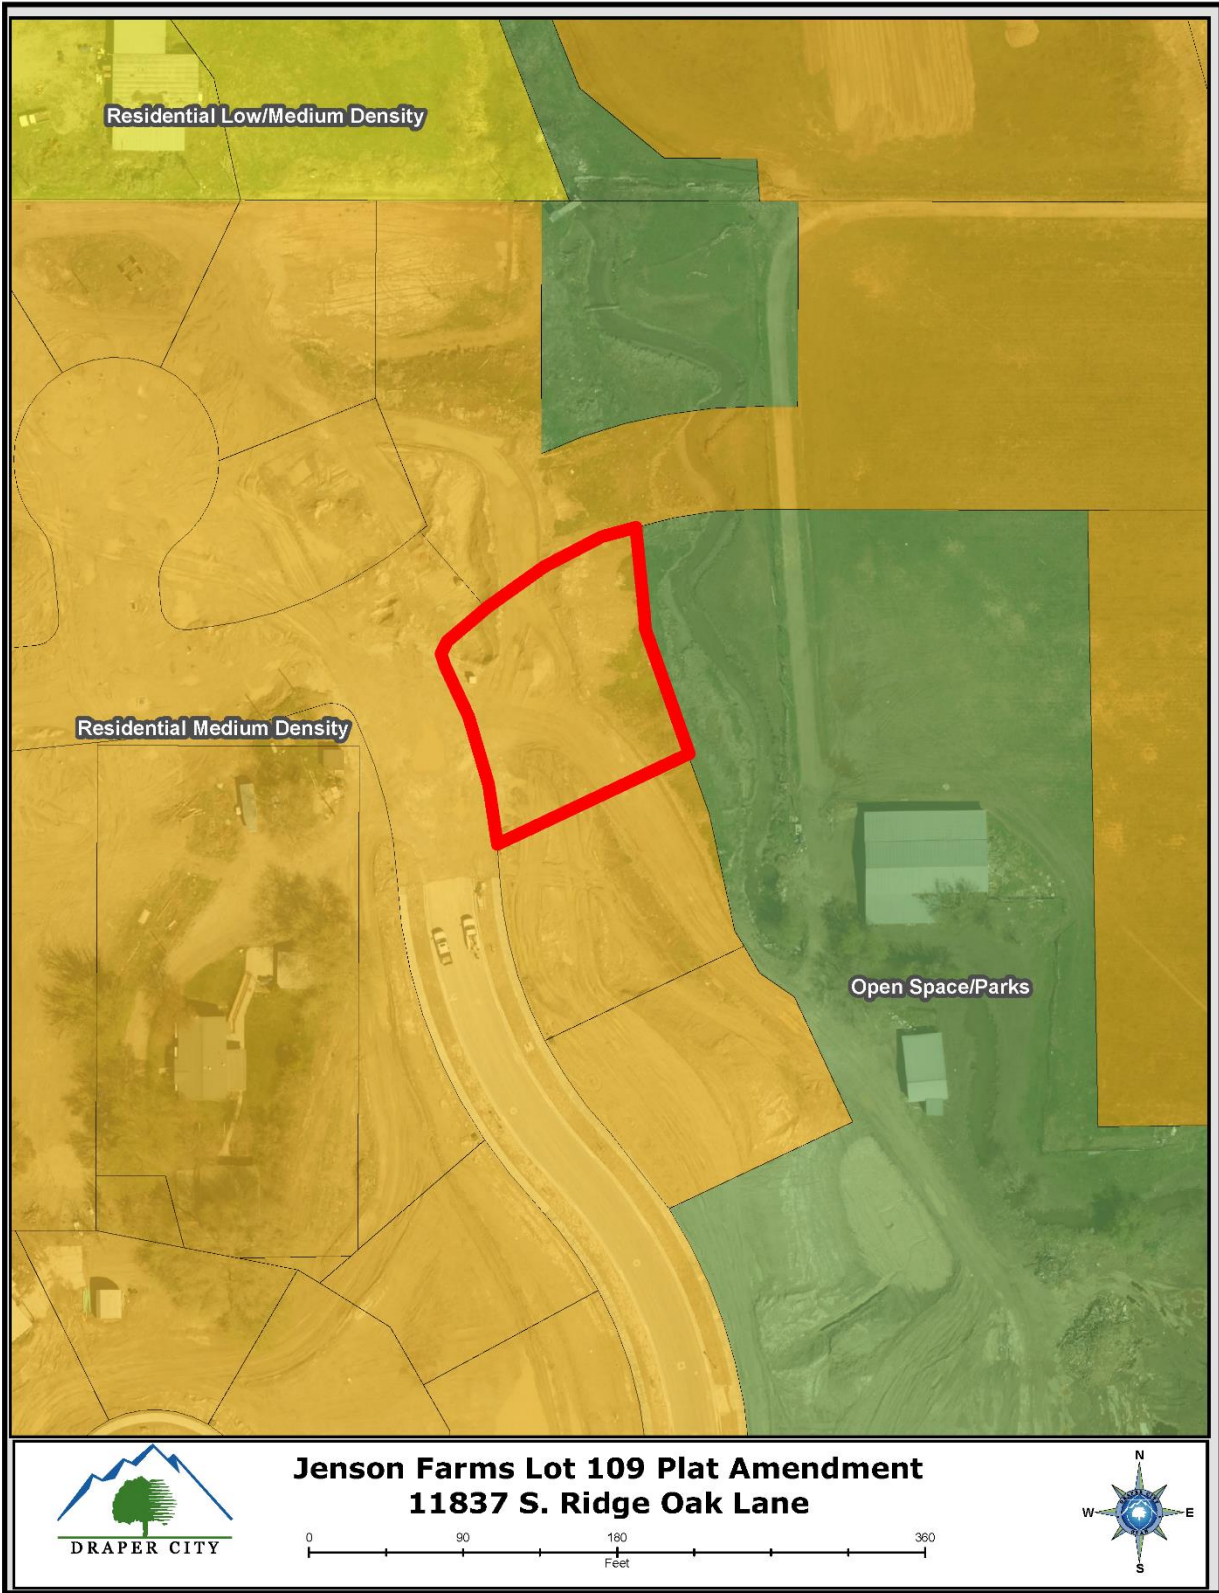 Residential Low/Medium Density
Residential Medium Density
Open Space/Parks
Jenson Farms Lot 109 Plat Amendment
11837 S. Ridge Oak Lane
DRAPER CITY
0 90 180 360
Feet
N
W E
S